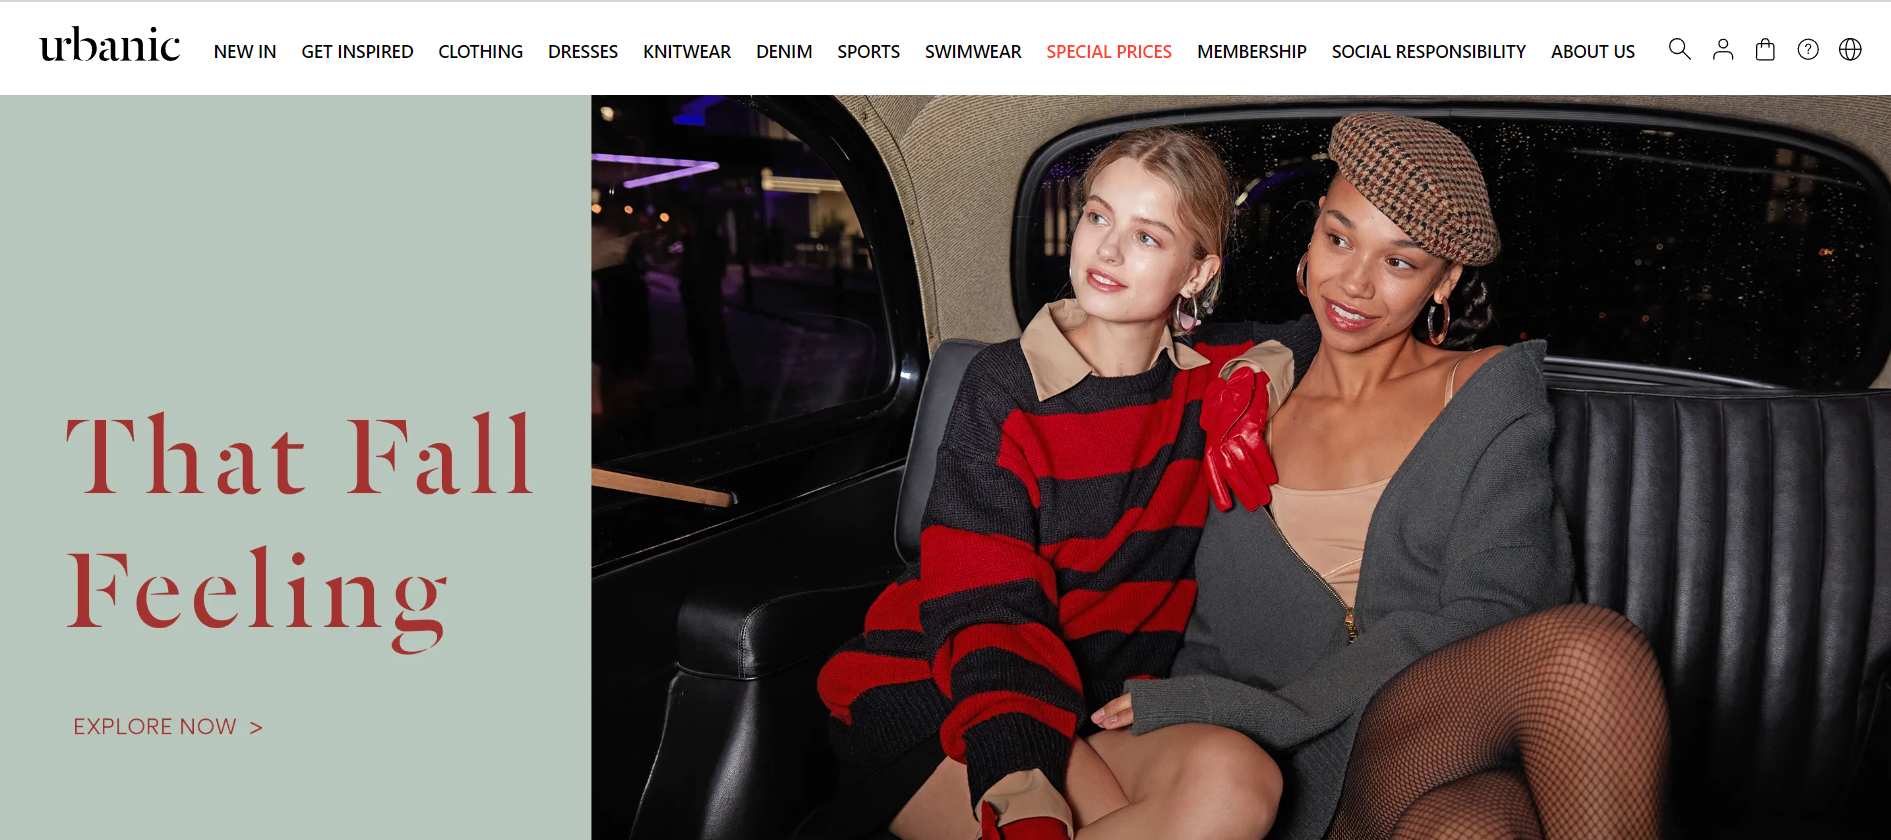 urbanic
NEW IN GET INSPIRED CLOTHING DRESSES KNITWEAR DENIM SPORTS SWIMWEAR SPECIAL PRICES MEMBERSHIP SOCIAL RESPONSIBILITY ABOUT US
That Fall
Feeling
EXPLORE NOW >